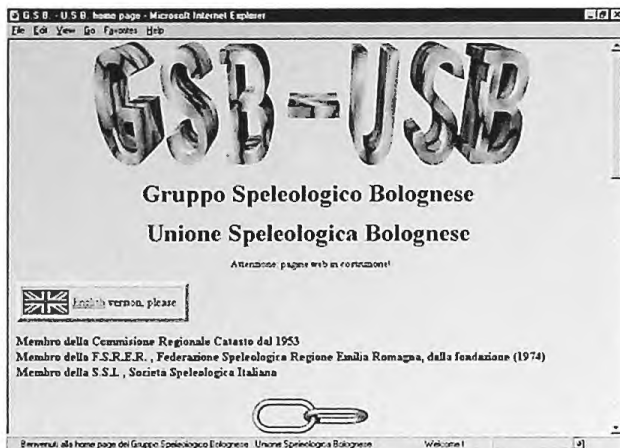 G.S.B. - U.S.B. home page - Microsoft Internet Explorer
File Edit View Go Favorites Help
GSB-USB
Gruppo Speleologico Bolognese
Unione Speleologica Bolognese
Attenzione: pagine web in costruzione!
English version, please
Membro della Commisione Regionale Catasto dal 1953
Membro della F.S.R.E.R. , Federazione Speleologica Regione Emilia Romagna, dalla fondazione (1974)
Membro della S.S.I. , Società Speleologica Italiana
Benvenuti alla home page del Gruppo Speleologico Bolognese Unione Speleologica Bolognese Welcome!